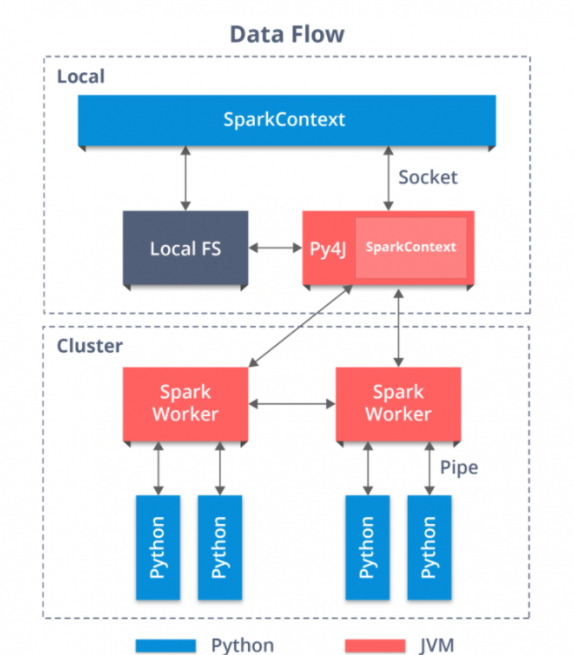 Data Flow
Local
SparkContext
Socket
Local FS
Py4J
SparkContext
Cluster
Spark
Worker
Spark
Worker
Pipe
Python
Python
Python
Python
Python
JVM